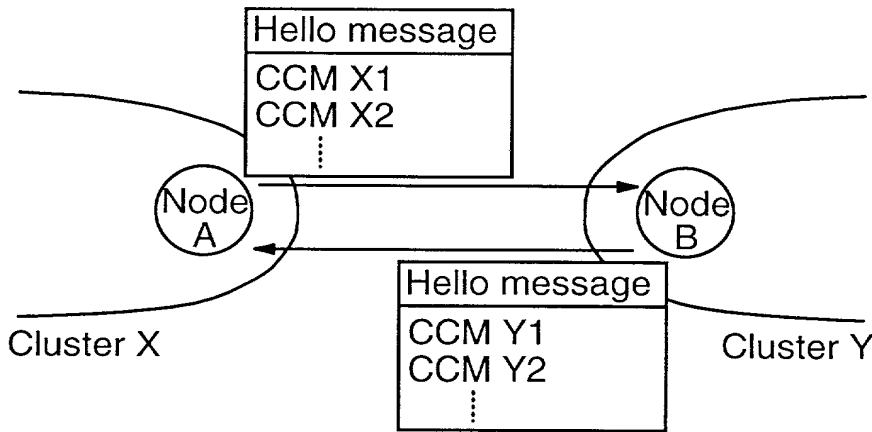 Hello message
CCM X1
CCM X2
Node
A
Node
B
Hello message
CCM Y1
CCM Y2
Cluster X
Cluster Y